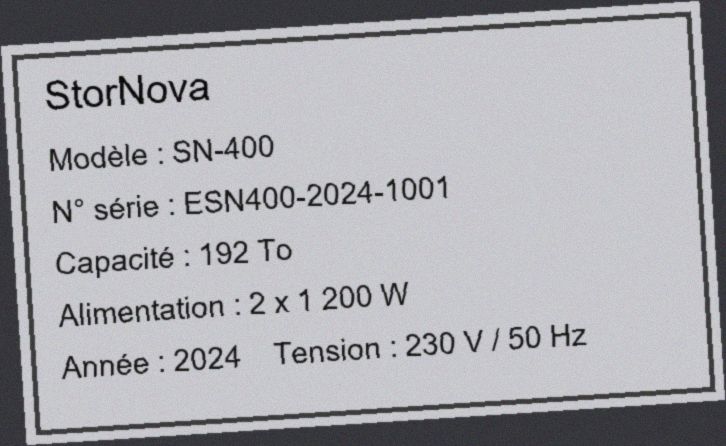 StorNova
Modèle : SN-400
N° série : ESN400-2024-1001
Capacité : 192 To
Alimentation : 2 x 1 200 W
Année : 2024 Tension : 230 V / 50 Hz